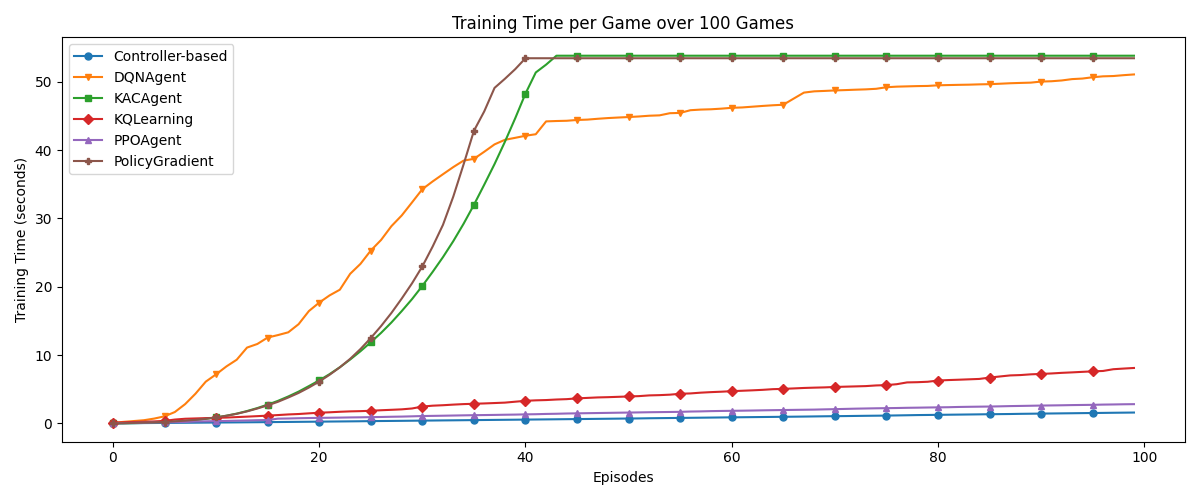 Training Time per Game over 100 Games
Controller-based
DQNAgent
KACAgent
KQLearning
PPOAgent
PolicyGradient
Training Time (seconds)
50
40
30
20
10
0
0 20 40 60 80 100
Episodes